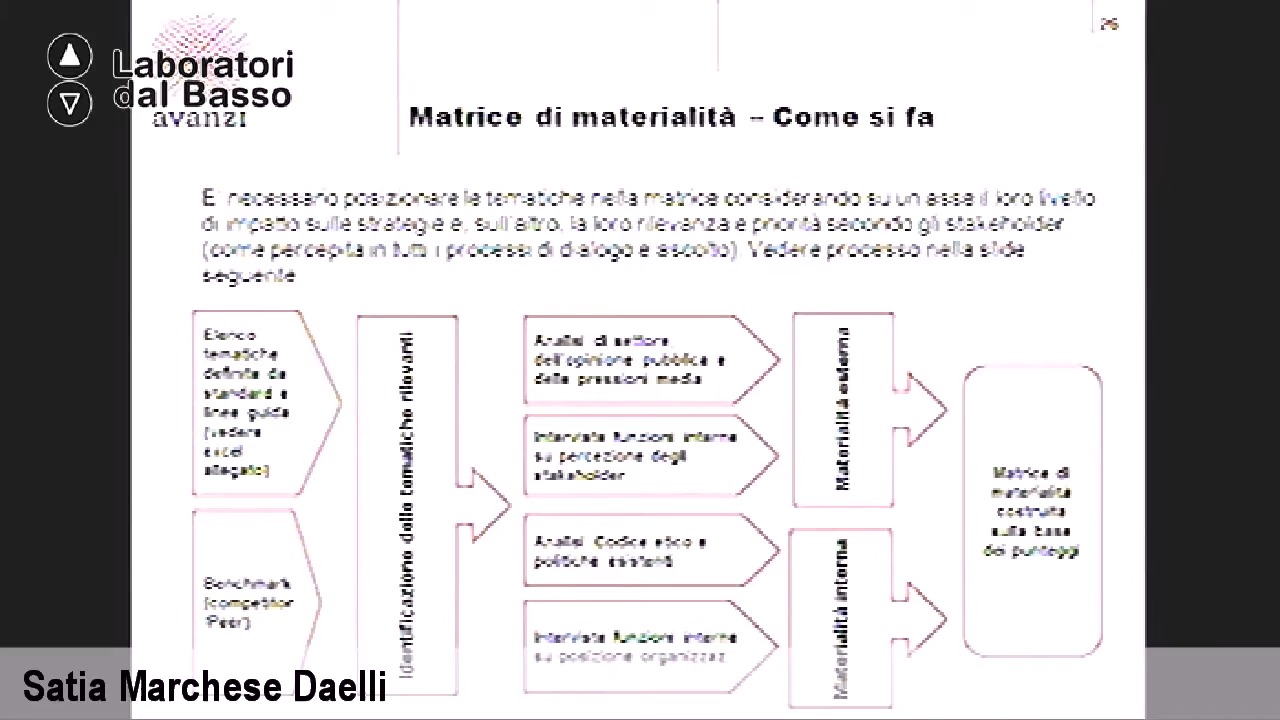 26
Laboratori
dal Basso
avanzi
Matrice di materialità – Come si fa
E' necessario posizionare le tematiche nella matrice considerando su un asse il loro livello
di impatto sulle strategie e, sull'altro, la loro rilevanza e priorità secondo gli stakeholder
(come percepita in tutti i processi di dialogo e ascolto). Vedere processo nella slide
seguente
Elenco
tematiche
definite da
standard e
linee guida
(vedere
excel
allegato)
Benchmark
(competitor
/Peer)
Identificazione delle tematiche rilevanti
Analisi di settore,
dell'opinione pubblica e
delle pressioni media
Interviste funzioni interne
su percezione degli
stakeholder
Analisi Codice etico e
politiche esistenti
Interviste funzioni interne
su posizione organizzaz
Materialità esterna
Materialità interna
Matrice di
materialità
costruita
sulla base
dei punteggi
Satia Marchese Daelli